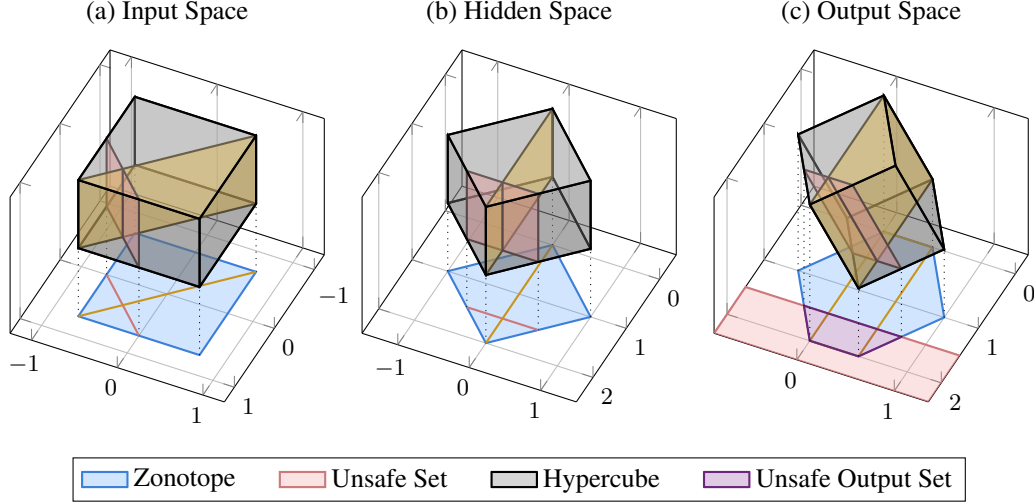 (a) Input Space
(b) Hidden Space
(c) Output Space
−1
0
1
1
0
−1
−1
0
1
2
1
0
0
1
2
1
0
Zonotope
Unsafe Set
Hypercube
Unsafe Output Set